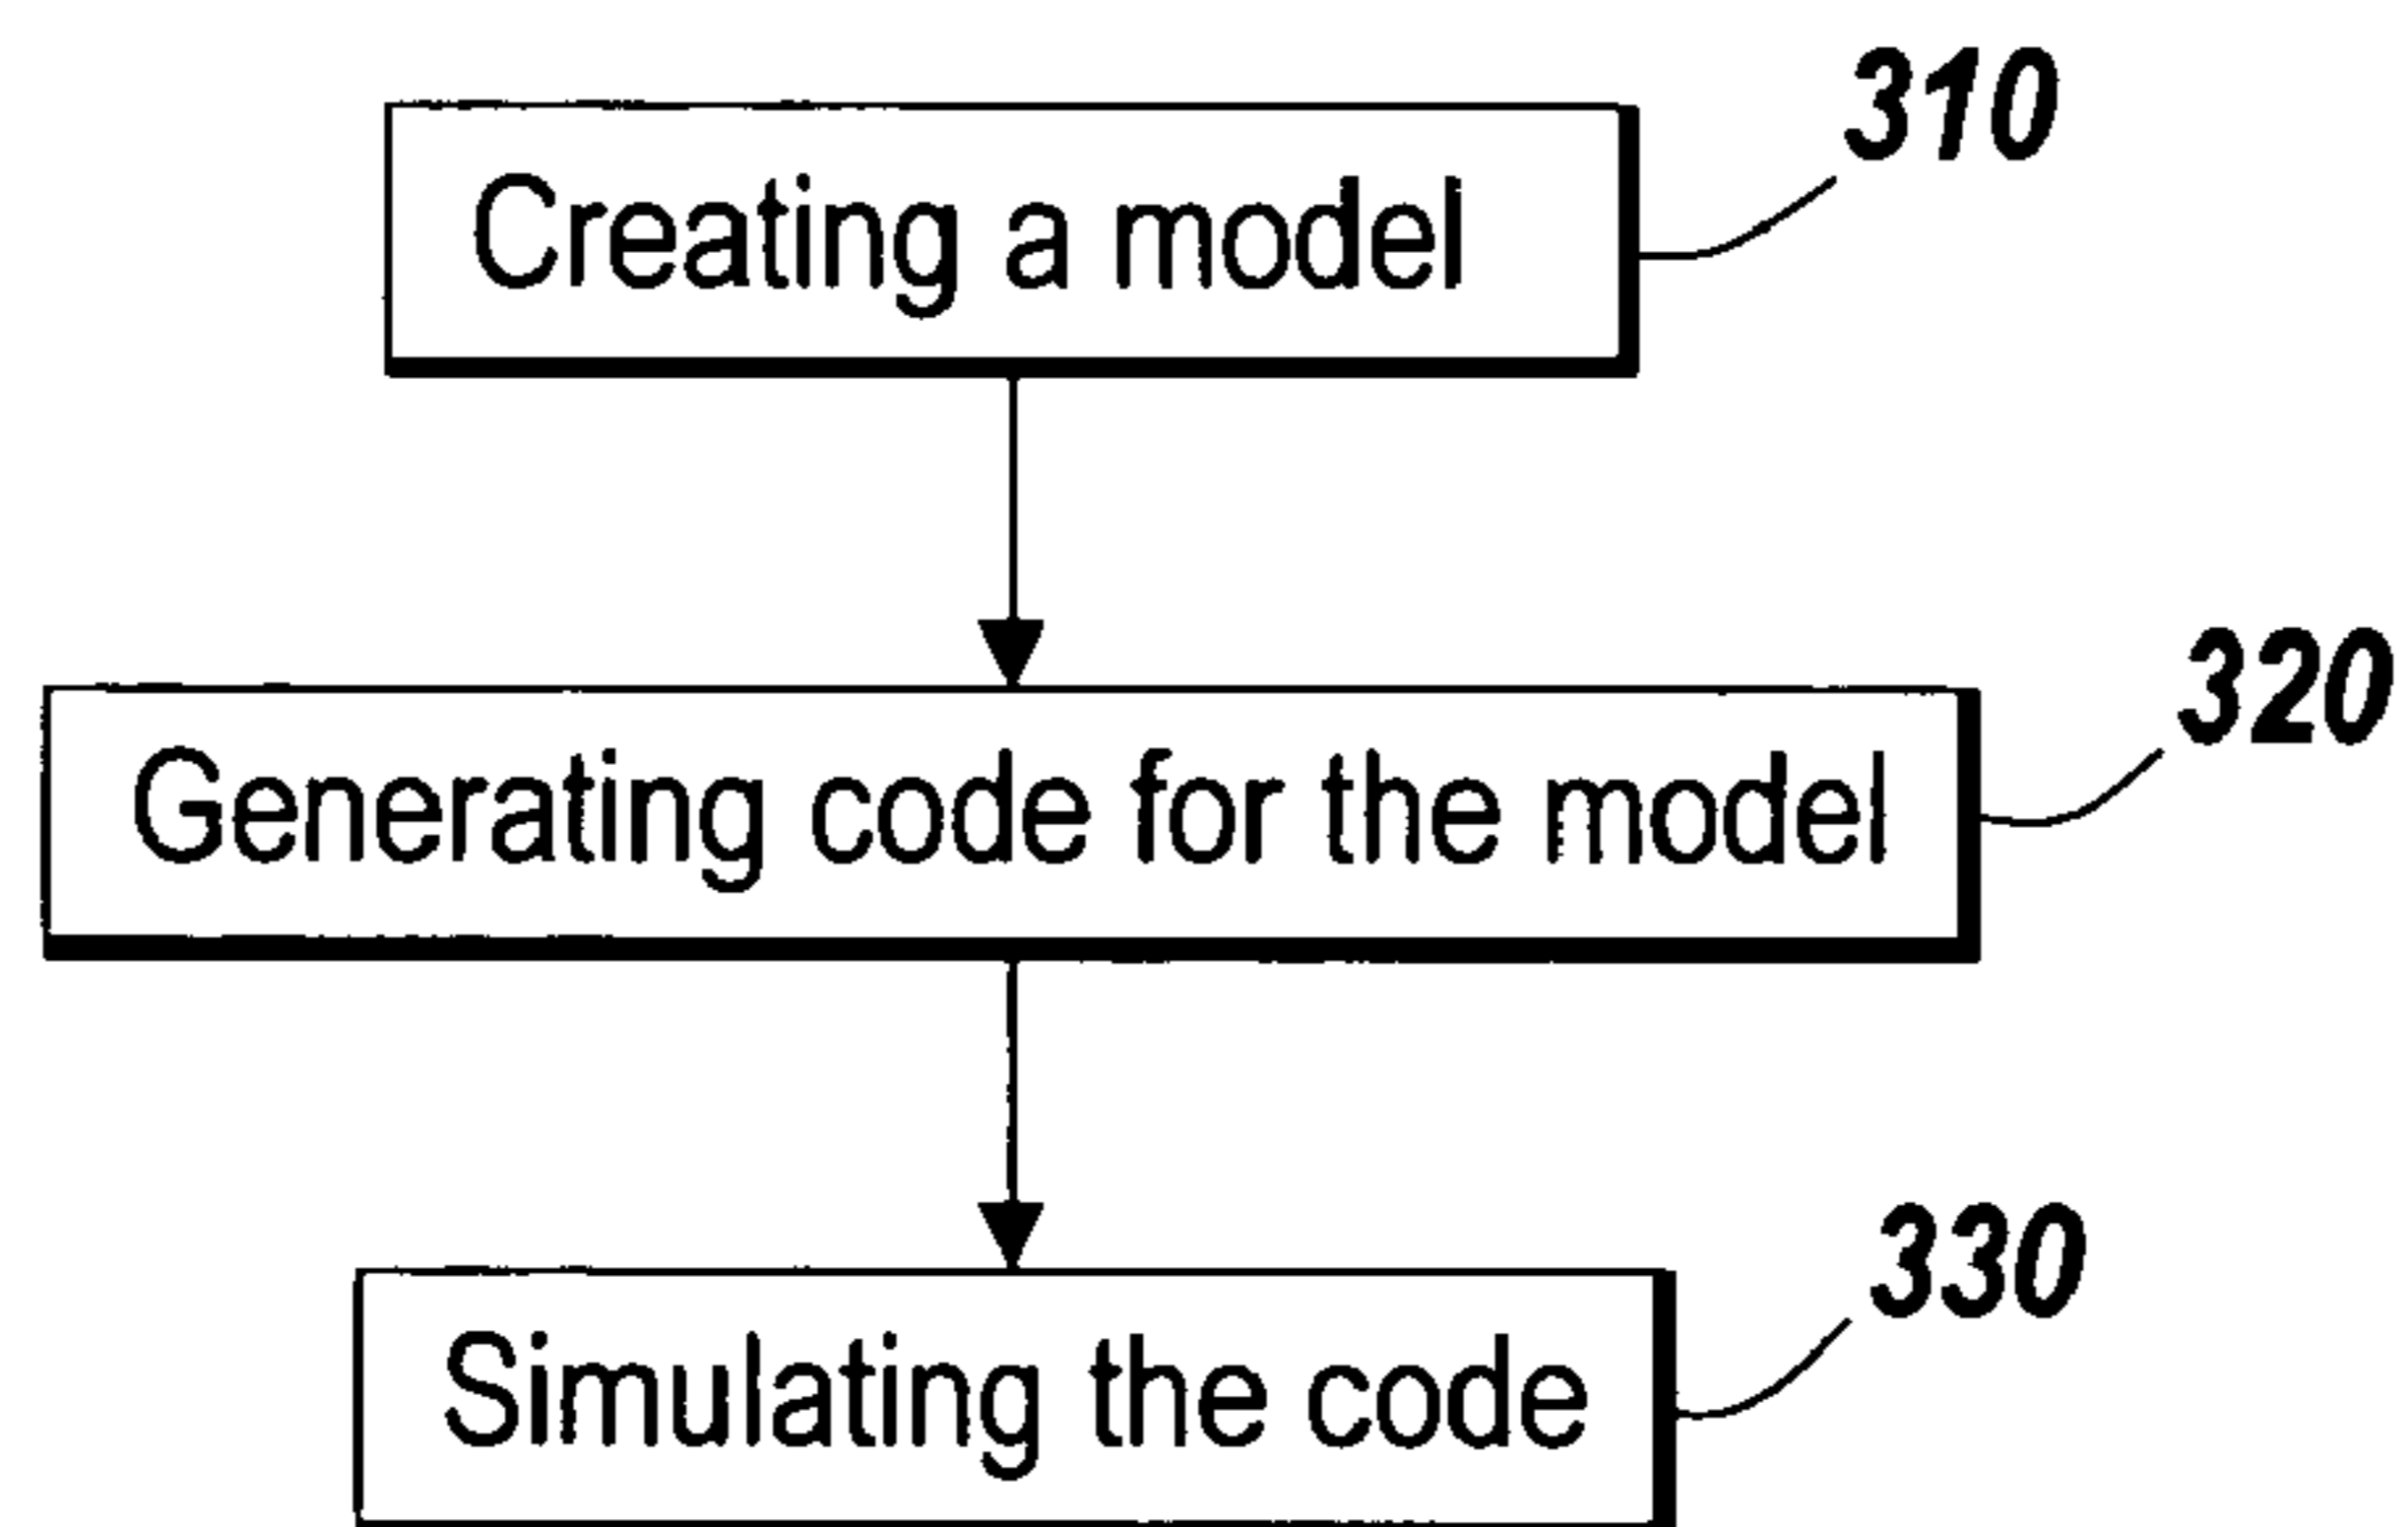 310
Creating a model
320
Generating code for the model
330
Simulating the code